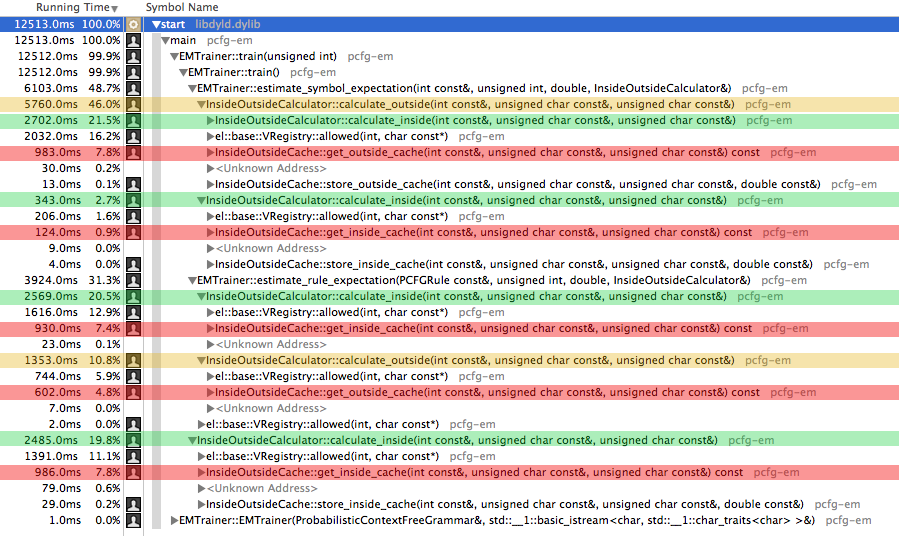 Running Time▼ Symbol Name
12513.0ms 100.0% ▼start libdyld.dylib
12513.0ms 100.0% ▼main pcfg-em
12512.0ms 99.9% ▼EMTrainer::train(unsigned int) pcfg-em
12512.0ms 99.9% ▼EMTrainer::train() pcfg-em
6103.0ms 48.7% ▼EMTrainer::estimate_symbol_expectation(int const&, unsigned int, double, InsideOutsideCalculator&) pcfg-em
5760.0ms 46.0% ▼InsideOutsideCalculator::calculate_outside(int const&, unsigned char const&, unsigned char const&) pcfg-em
2702.0ms 21.5% ▶InsideOutsideCalculator::calculate_inside(int const&, unsigned char const&, unsigned char const&) pcfg-em
2032.0ms 16.2% ▶el::base::VRegistry::allowed(int, char const*) pcfg-em
983.0ms 7.8% ▶InsideOutsideCache::get_outside_cache(int const&, unsigned char const&, unsigned char const&) const pcfg-em
30.0ms 0.2% ▶<Unknown Address>
13.0ms 0.1% ▶InsideOutsideCache::store_outside_cache(int const&, unsigned char const&, unsigned char const&, double const&) pcfg-em
343.0ms 2.7% ▼InsideOutsideCalculator::calculate_inside(int const&, unsigned char const&, unsigned char const&) pcfg-em
206.0ms 1.6% ▶el::base::VRegistry::allowed(int, char const*) pcfg-em
124.0ms 0.9% ▶InsideOutsideCache::get_inside_cache(int const&, unsigned char const&, unsigned char const&) const pcfg-em
9.0ms 0.0% ▶<Unknown Address>
4.0ms 0.0% ▶InsideOutsideCache::store_inside_cache(int const&, unsigned char const&, unsigned char const&, double const&) pcfg-em
3924.0ms 31.3% ▼EMTrainer::estimate_rule_expectation(PCFGRule const&, unsigned int, double, InsideOutsideCalculator&) pcfg-em
2569.0ms 20.5% ▼InsideOutsideCalculator::calculate_inside(int const&, unsigned char const&, unsigned char const&) pcfg-em
1616.0ms 12.9% ▶el::base::VRegistry::allowed(int, char const*) pcfg-em
930.0ms 7.4% ▶InsideOutsideCache::get_inside_cache(int const&, unsigned char const&, unsigned char const&) const pcfg-em
23.0ms 0.1% ▶<Unknown Address>
1353.0ms 10.8% ▼InsideOutsideCalculator::calculate_outside(int const&, unsigned char const&, unsigned char const&) pcfg-em
744.0ms 5.9% ▶el::base::VRegistry::allowed(int, char const*) pcfg-em
602.0ms 4.8% ▶InsideOutsideCache::get_outside_cache(int const&, unsigned char const&, unsigned char const&) const pcfg-em
7.0ms 0.0% ▶<Unknown Address>
2.0ms 0.0% ▶el::base::VRegistry::allowed(int, char const*) pcfg-em
2485.0ms 19.8% ▼InsideOutsideCalculator::calculate_inside(int const&, unsigned char const&, unsigned char const&) pcfg-em
1391.0ms 11.1% ▶el::base::VRegistry::allowed(int, char const*) pcfg-em
986.0ms 7.8% ▶InsideOutsideCache::get_inside_cache(int const&, unsigned char const&, unsigned char const&) const pcfg-em
79.0ms 0.6% ▶<Unknown Address>
29.0ms 0.2% ▶InsideOutsideCache::store_inside_cache(int const&, unsigned char const&, unsigned char const&, double const&) pcfg-em
1.0ms 0.0% ▶EMTrainer::EMTrainer(ProbabilisticContextFreeGrammar&, std::__1::basic_istream<char, std::__1::char_traits<char> >&) pcfg-em